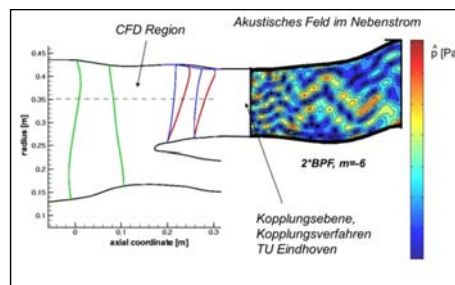 CFD Region
Akustisches Feld im Nebenstrom
p̂ [Pa
0.45
0.4
0.35
0.3
0.25
0.2
0.15
0.1
radius [m]
0
0.1
0.2
0.3
axial coordinate [m]
2*BPF, m=-6
Kopplungsebene,
Kopplungsverfahren
TU Eindhoven